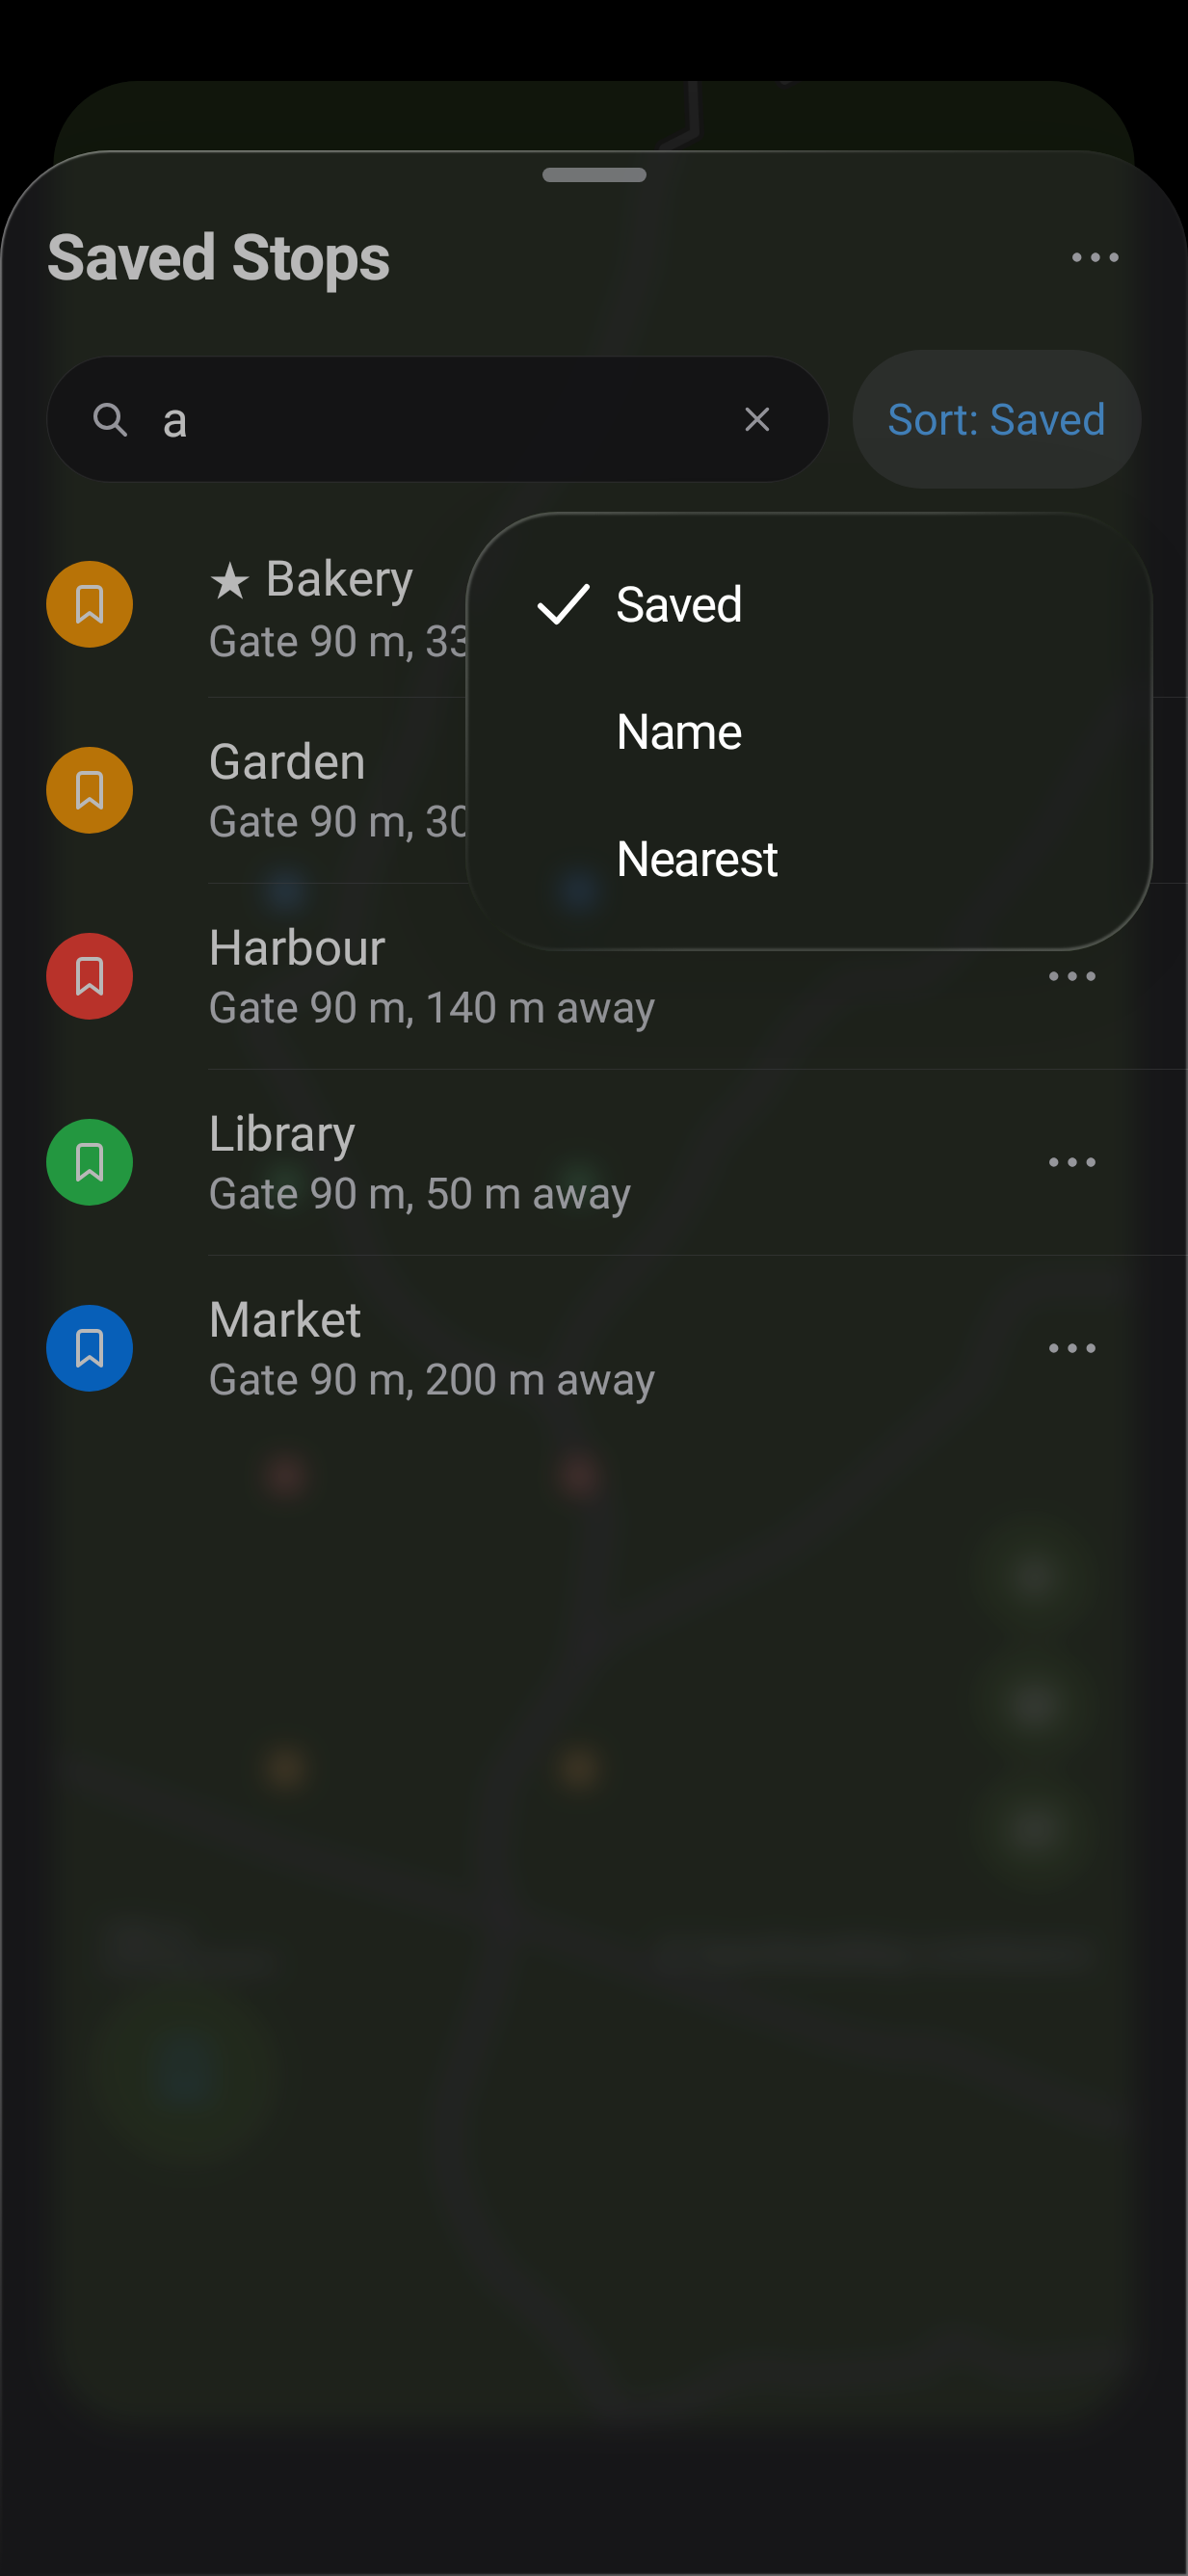 Saved Stops
a
Sort: Saved
★ Bakery
Gate 90 m, 33
Saved
Name
Nearest
Garden
Gate 90 m, 30
Harbour
Gate 90 m, 140 m away
Library
Gate 90 m, 50 m away
Market
Gate 90 m, 200 m away